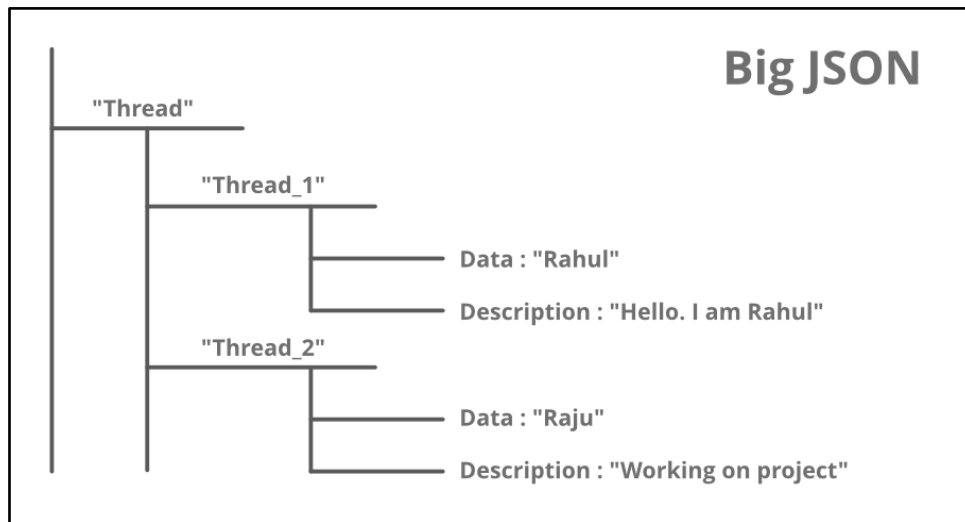 Big JSON
"Thread"
"Thread_1"
Data : "Rahul"
Description : "Hello. I am Rahul"
"Thread_2"
Data : "Raju"
Description : "Working on project"